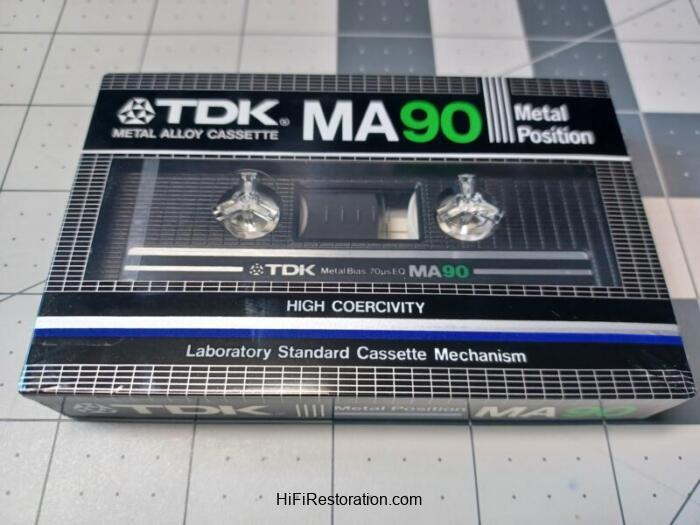 TDK® MA90 Metal Position
METAL ALLOY CASSETTE
TDK Metal Bias 70μs EQ MA90
HIGH COERCIVITY
Laboratory Standard Cassette Mechanism
TDK Metal Position MA90
HiFiRestoration.com